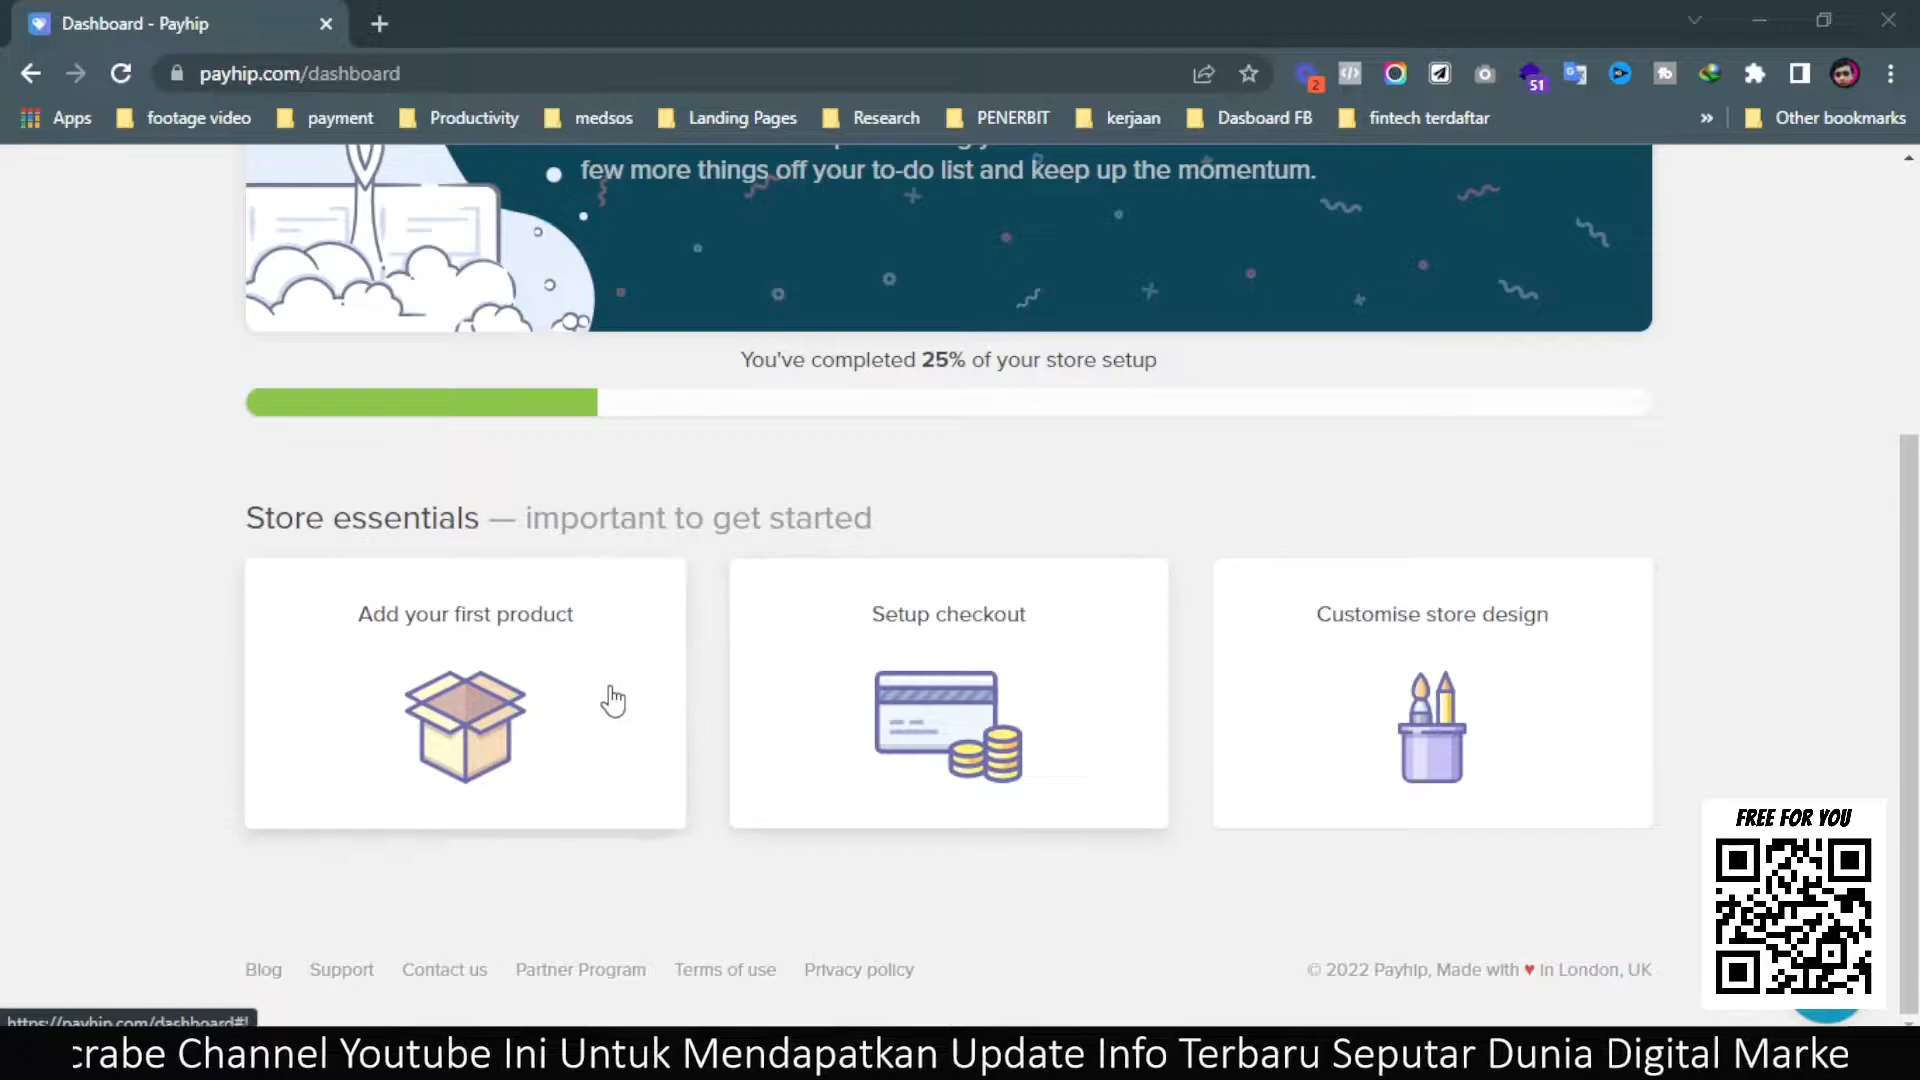 Dashboard - Payhip
payhip.com/dashboard
2
51
Apps
footage video
payment
Productivity
medsos
Landing Pages
Research
PENERBIT
kerjaan
Dasboard FB
fintech terdaftar
»
Other bookmarks
few more things off your to-do list and keep up the momentum.
You've completed 25% of your store setup
Store essentials — important to get started
Add your first product
Setup checkout
Customise store design
FREE FOR YOU
Blog
Support
Contact us
Partner Program
Terms of use
Privacy policy
© 2022 Payhip, Made with ♥ in London, UK
https://payhip.com/dashboard#!
crabe Channel Youtube Ini Untuk Mendapatkan Update Info Terbaru Seputar Dunia Digital Marke